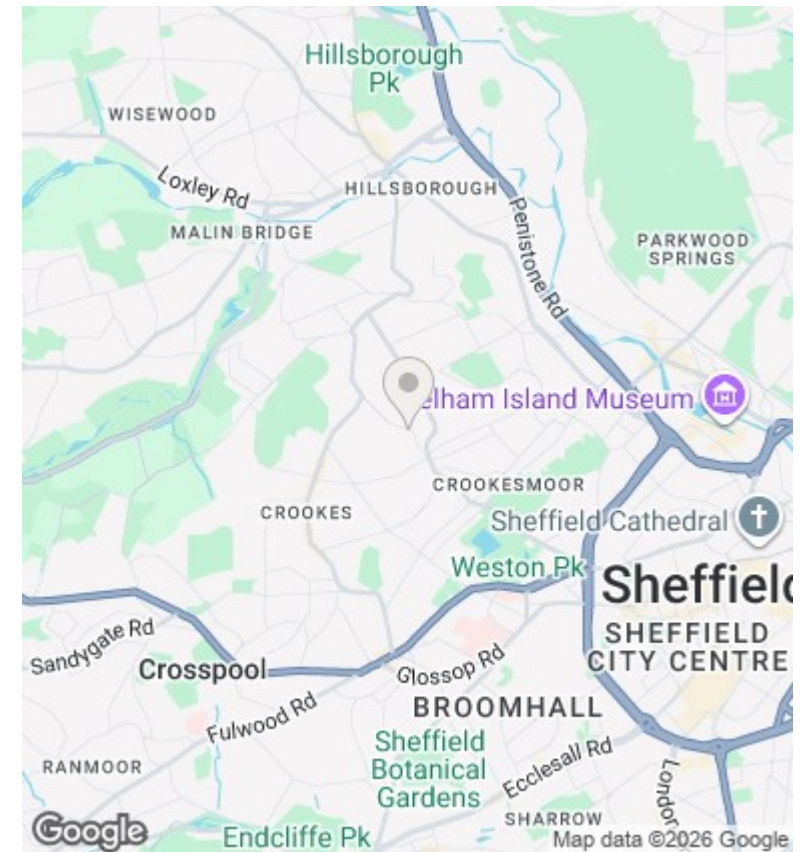 Hillsborough
Pk
WISEWOOD
Loxley Rd
HILLSBOROUGH
MALIN BRIDGE
Penistone Rd
PARKWOOD
SPRINGS
elham Island Museum
CROOKESMOOR
CROOKES
Sheffield Cathedral
Weston Pk
Sheffield
SHEFFIELD
CITY CENTRE
Sandygate Rd
Crosspool
Glossop Rd
BROOMHALL
Fulwood Rd
Sheffield
Botanical
Gardens
RANMOOR
Ecclesall Rd
London
SHARROW
Google
Endcliffe Pk
Map data ©2026 Google